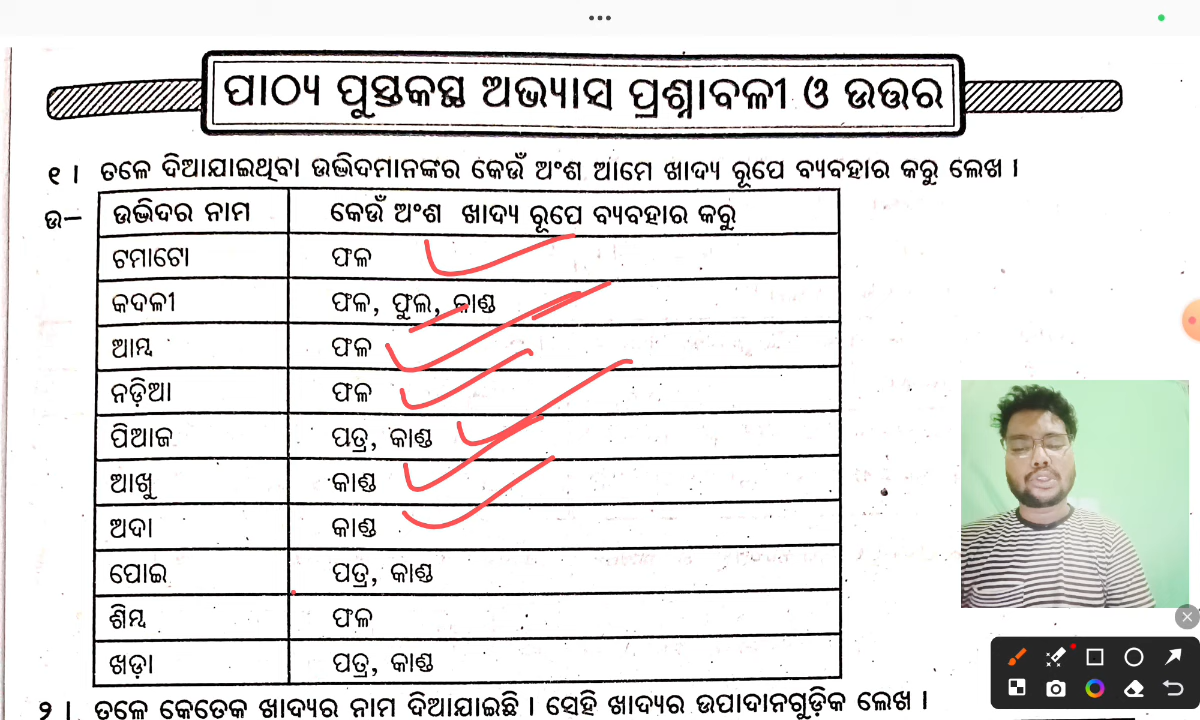 ପାଠ୍ୟ ପୁସ୍ତକସ୍ଥ ଅଭ୍ୟାସ ପ୍ରଶ୍ନାବଳୀ ଓ ଉତ୍ତର
୧ । ତଳେ ଦିଆଯାଇଥିବା ଉଦ୍ଭିଦମାନଙ୍କର କେଉଁ ଅଂଶ ଆମେ ଖାଦ୍ୟ ରୂପେ ବ୍ୟବହାର କରୁ ଲେଖ ।
ଉ– ଉଦ୍ଭିଦର ନାମ କେଉଁ ଅଂଶ ଖାଦ୍ୟ ରୂପେ ବ୍ୟବହାର କରୁ
ଟମାଟୋ ଫଳ
କଦଳୀ ଫଳ, ଫୁଲ, କାଣ୍ଡ
ଆମ୍ବ ଫଳ
ନଡ଼ିଆ ଫଳ
ପିଆଜ ପତ୍ର, କାଣ୍ଡ
ଆଖୁ କାଣ୍ଡ
ଅଦା କାଣ୍ଡ
ପୋଇ ପତ୍ର, କାଣ୍ଡ
ଶିମ୍ବ ଫଳ
ଖଡ଼ା ପତ୍ର, କାଣ୍ଡ
୨ । ତଳେ କେତେକ ଖାଦ୍ୟର ନାମ ଦିଆଯାଇଛି । ସେହି ଖାଦ୍ୟର ଉପାଦାନଗୁଡ଼ିକ ଲେଖ ।